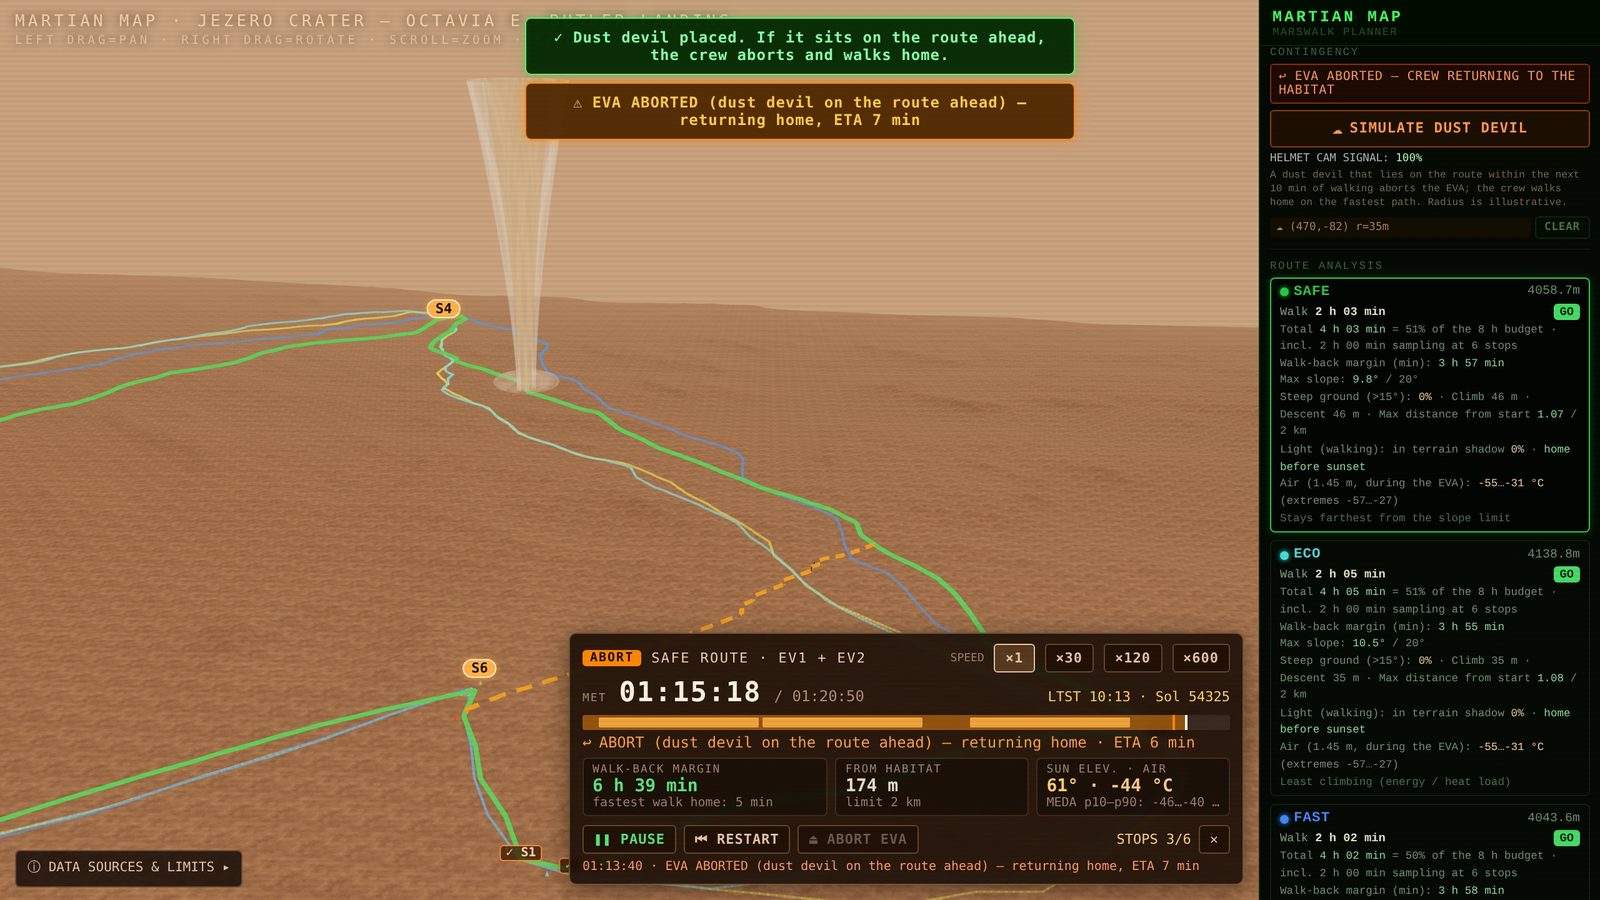 MARTIAN MAP · JEZERO CRATER — OCTAVIA E. BUTLER LANDING
LEFT DRAG=PAN · RIGHT DRAG=ROTATE · SCROLL=ZOOM ·
✓ Dust devil placed. If it sits on the route ahead,
the crew aborts and walks home.
⚠ EVA ABORTED (dust devil on the route ahead) —
returning home, ETA 7 min
S4
S6
✓ S1
ⓘ DATA SOURCES & LIMITS ▸
ABORT SAFE ROUTE · EV1 + EV2
SPEED ×1 ×30 ×120 ×600
MET 01:15:18 / 01:20:50
LTST 10:13 · Sol 54325
↩ ABORT (dust devil on the route ahead) — returning home · ETA 6 min
WALK-BACK MARGIN
6 h 39 min
fastest walk home: 5 min
FROM HABITAT
174 m
limit 2 km
SUN ELEV. · AIR
61° · -44 °C
MEDA p10–p90: -46…-40 …
❚❚ PAUSE
⏮ RESTART
⏏ ABORT EVA
STOPS 3/6
×
01:13:40 · EVA ABORTED (dust devil on the route ahead) — returning home, ETA 7 min
MARTIAN MAP
MARSWALK PLANNER
CONTINGENCY
↩ EVA ABORTED — CREW RETURNING TO THE
HABITAT
☁ SIMULATE DUST DEVIL
HELMET CAM SIGNAL: 100%
A dust devil that lies on the route within the next
10 min of walking aborts the EVA; the crew walks
home on the fastest path. Radius is illustrative.
☁ (470,-82) r=35m
CLEAR
ROUTE ANALYSIS
SAFE 4058.7m
Walk 2 h 03 min GO
Total 4 h 03 min = 51% of the 8 h budget ·
incl. 2 h 00 min sampling at 6 stops
Walk-back margin (min): 3 h 57 min
Max slope: 9.8° / 20°
Steep ground (>15°): 0% · Climb 46 m ·
Descent 46 m · Max distance from start 1.07 /
2 km
Light (walking): in terrain shadow 0% · home
before sunset
Air (1.45 m, during the EVA): -55…-31 °C
(extremes -57…-27)
Stays farthest from the slope limit
ECO 4138.8m
Walk 2 h 05 min GO
Total 4 h 05 min = 51% of the 8 h budget ·
incl. 2 h 00 min sampling at 6 stops
Walk-back margin (min): 3 h 55 min
Max slope: 10.5° / 20°
Steep ground (>15°): 0% · Climb 35 m ·
Descent 35 m · Max distance from start 1.08 /
2 km
Light (walking): in terrain shadow 0% · home
before sunset
Air (1.45 m, during the EVA): -55…-31 °C
(extremes -57…-27)
Least climbing (energy / heat load)
FAST 4043.6m
Walk 2 h 02 min GO
Total 4 h 02 min = 50% of the 8 h budget ·
incl. 2 h 00 min sampling at 6 stops
Walk-back margin (min): 3 h 58 min